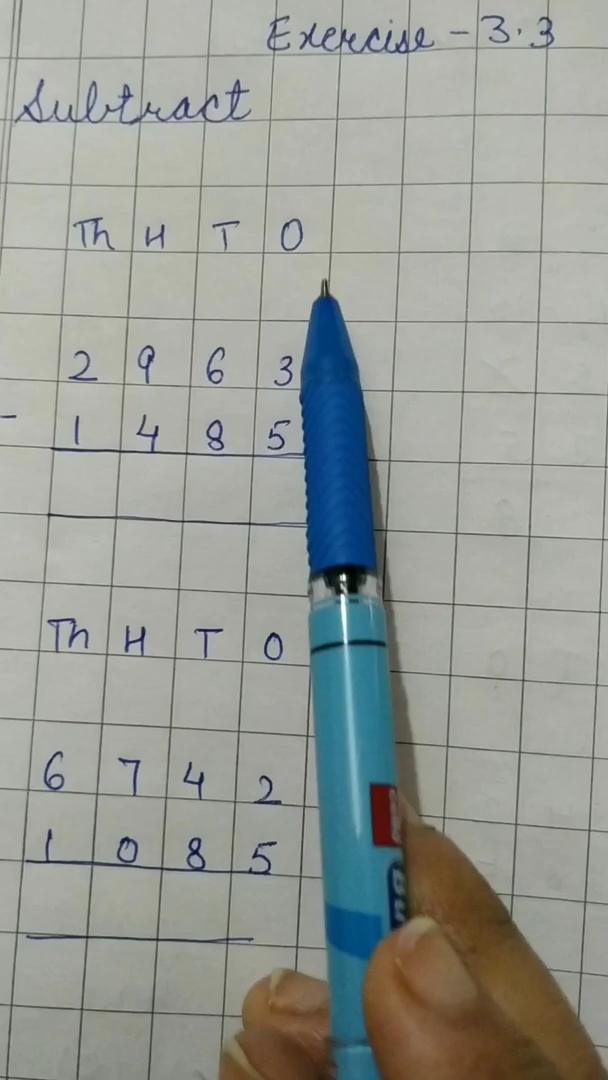 Exercise - 3.3
Subtract
Th H T O
2 9 6 3
- 1 4 8 5
Th H T O
6 7 4 2
1 0 8 5